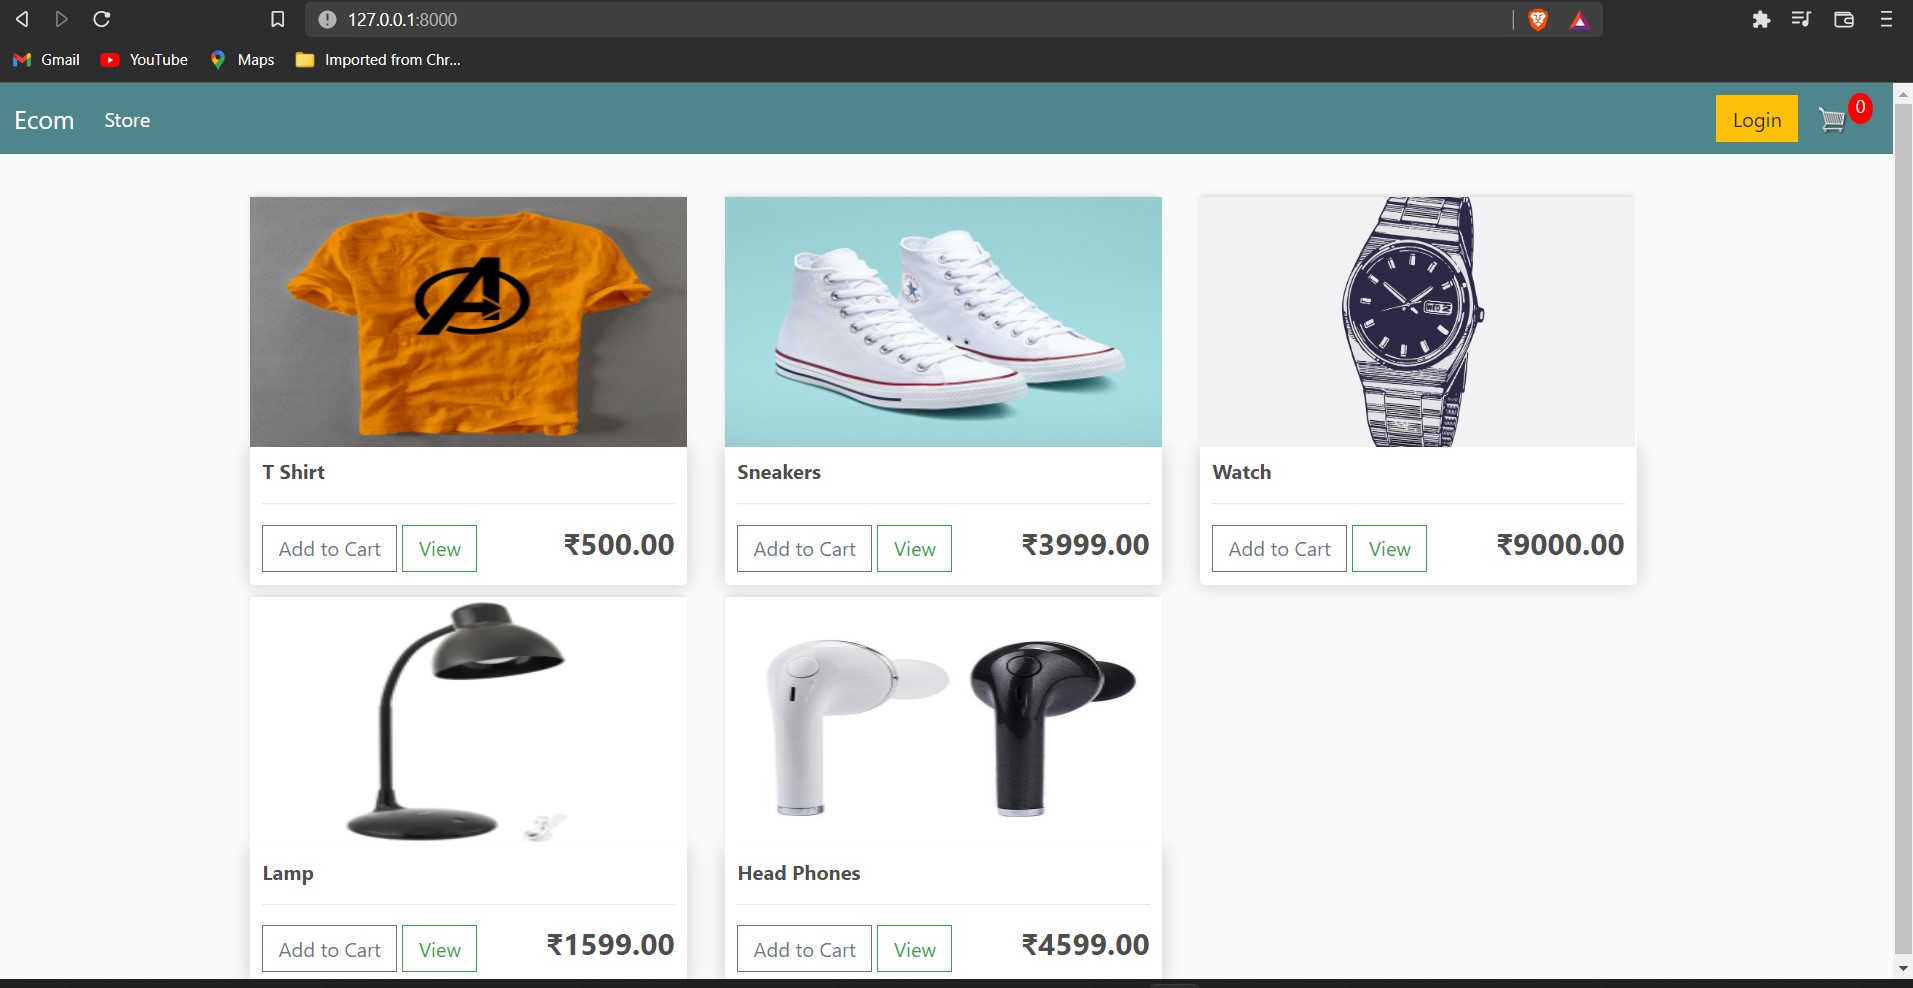 127.0.0.1:8000
Gmail YouTube Maps Imported from Chr...
Ecom Store Login 0
T Shirt
Add to Cart View ₹500.00
Sneakers
Add to Cart View ₹3999.00
Watch
Add to Cart View ₹9000.00
Lamp
Add to Cart View ₹1599.00
Head Phones
Add to Cart View ₹4599.00